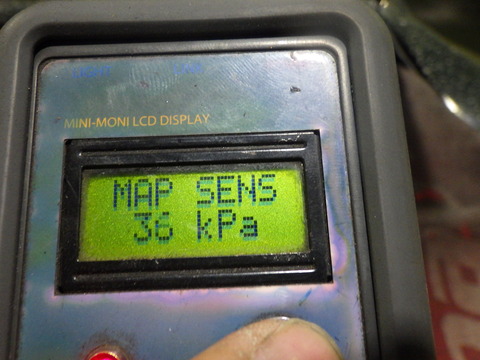 MINI-MONI LCD DISPLAY
MAP SENS
36 kPa